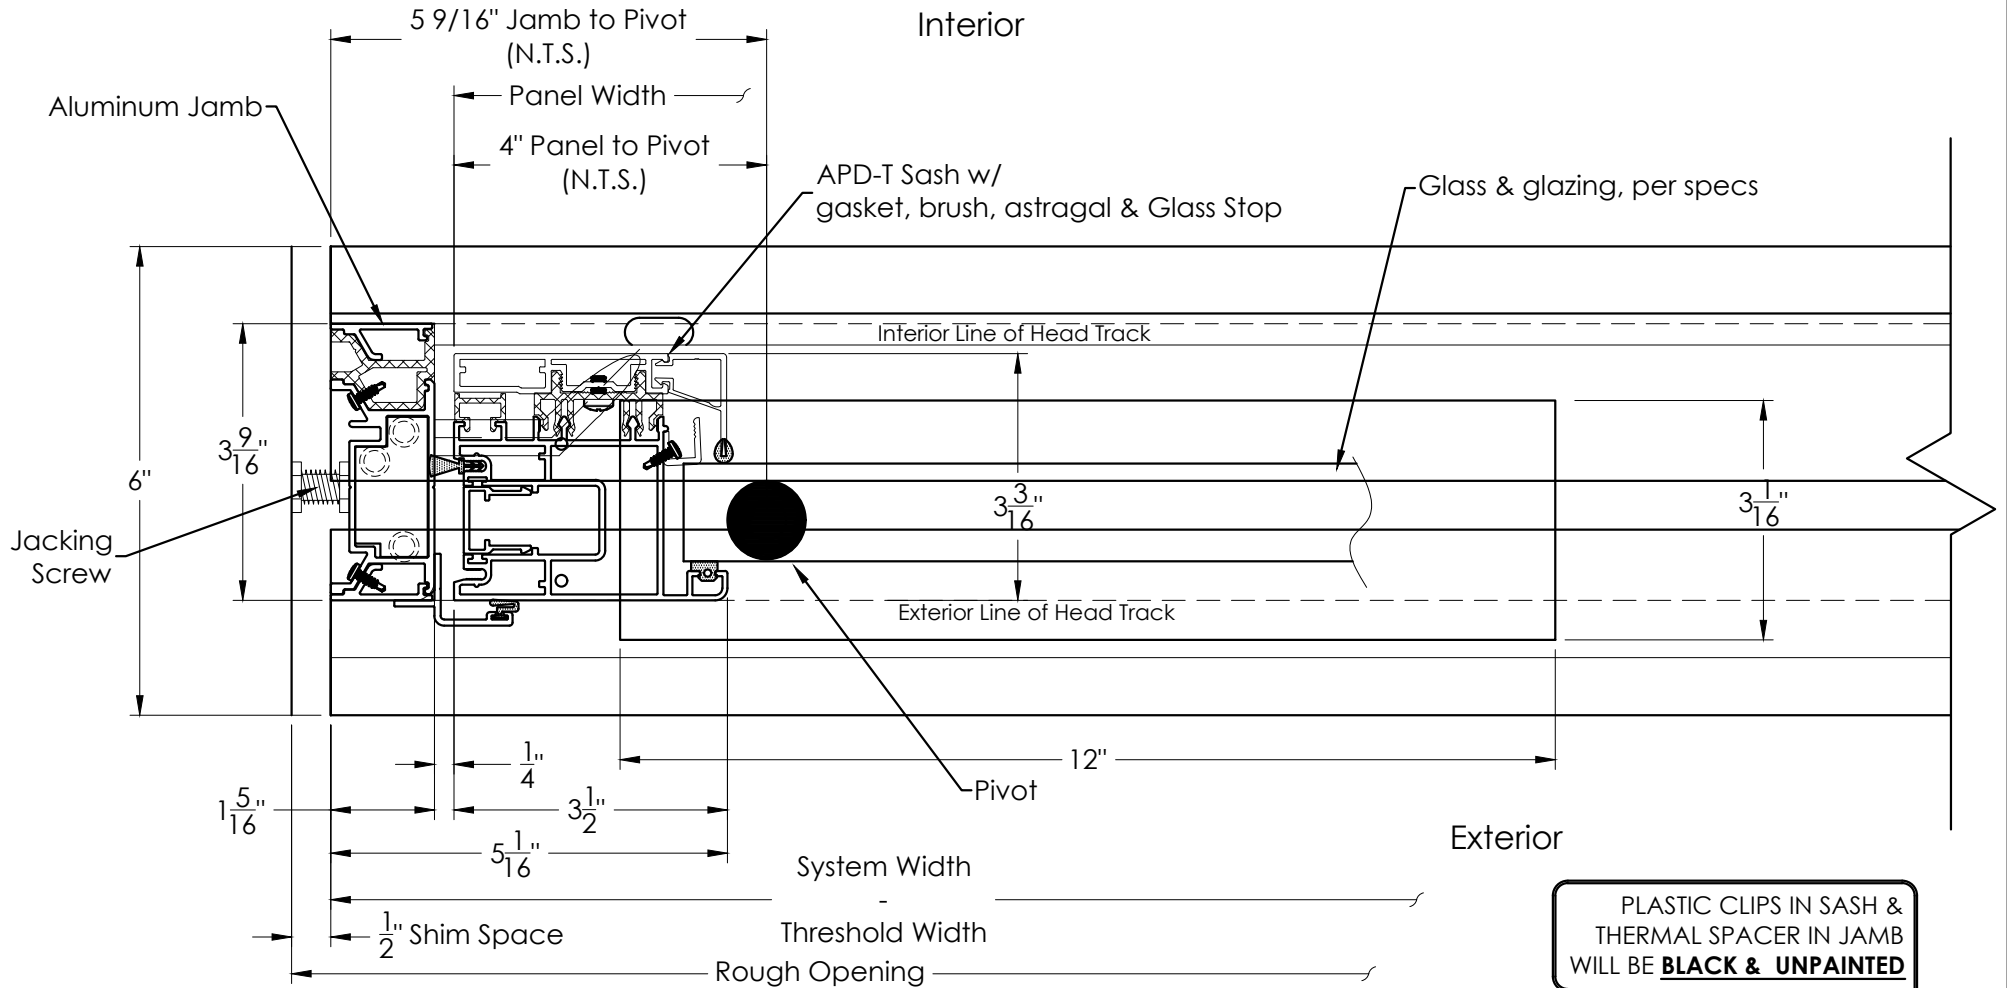 5 9/16" Jamb to Pivot
(N.T.S.)
Interior
Panel Width
Aluminum Jamb
4" Panel to Pivot
(N.T.S.)
APD-T Sash w/
gasket, brush, astragal & Glass Stop
Glass & glazing, per specs
Interior Line of Head Track
3 9/16"
6"
3 3/16"
3 1/16"
Jacking
Screw
Exterior Line of Head Track
1/4"
12"
Pivot
1 5/16"
3 1/2"
5 1/16"
Exterior
System Width
-
Threshold Width
1/2" Shim Space
Rough Opening
PLASTIC CLIPS IN SASH &
THERMAL SPACER IN JAMB
WILL BE BLACK & UNPAINTED